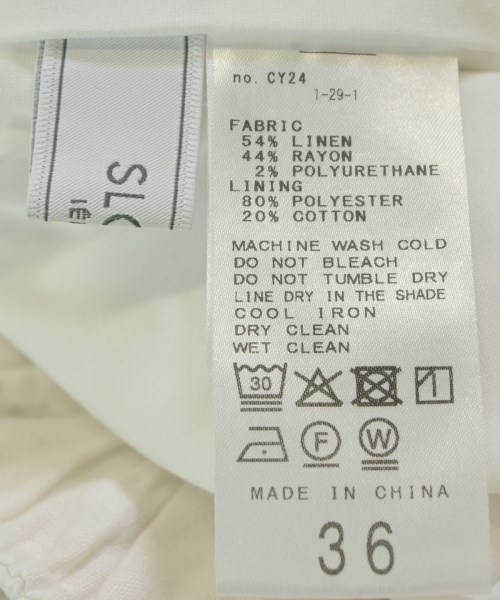 no. CY24
1-29-1
FABRIC
54% LINEN
44% RAYON
2% POLYURETHANE
LINING
80% POLYESTER
20% COTTON
MACHINE WASH COLD
DO NOT BLEACH
DO NOT TUMBLE DRY
LINE DRY IN THE SHADE
COOL IRON
DRY CLEAN
WET CLEAN
30
F W
MADE IN CHINA
36
SLO
IÉ